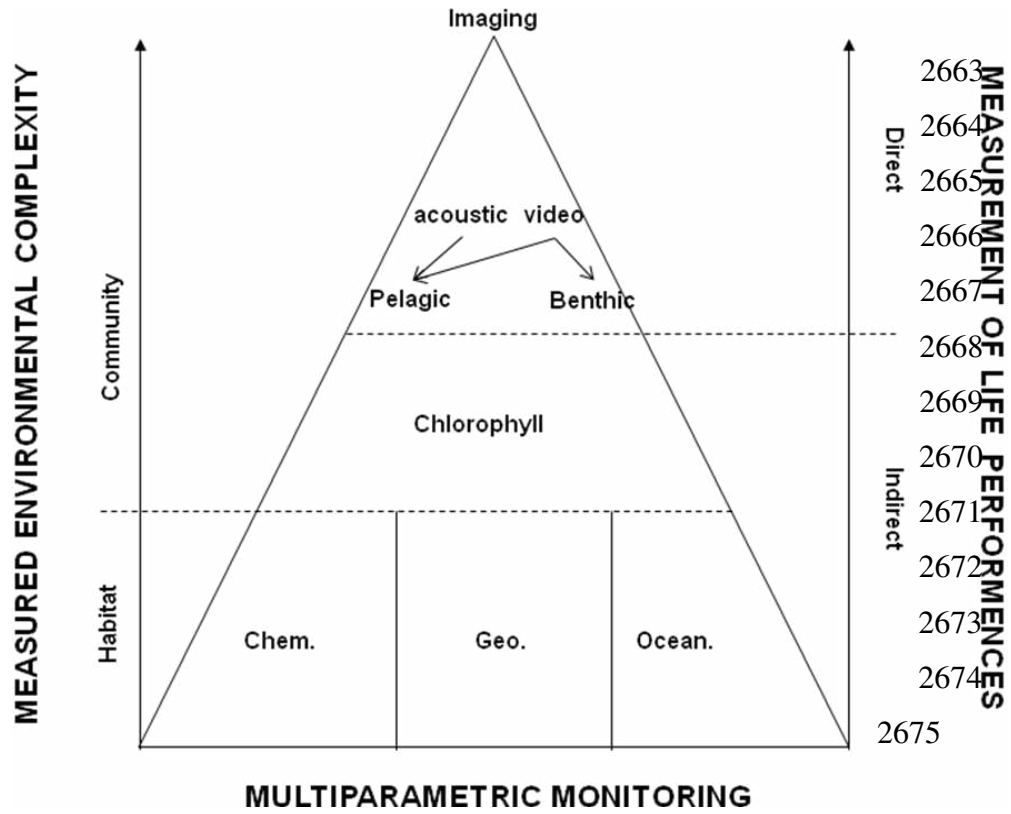 Imaging
MEASURED ENVIRONMENTAL COMPLEXITY
Community
Habitat
acoustic video
Pelagic Benthic
Chlorophyll
Chem. Geo. Ocean.
MULTIPARAMETRIC MONITORING
Direct
Indirect
MEASUREMENT OF LIFE PERFORMENCES
2663
2664
2665
2666
2667
2668
2669
2670
2671
2672
2673
2674
2675